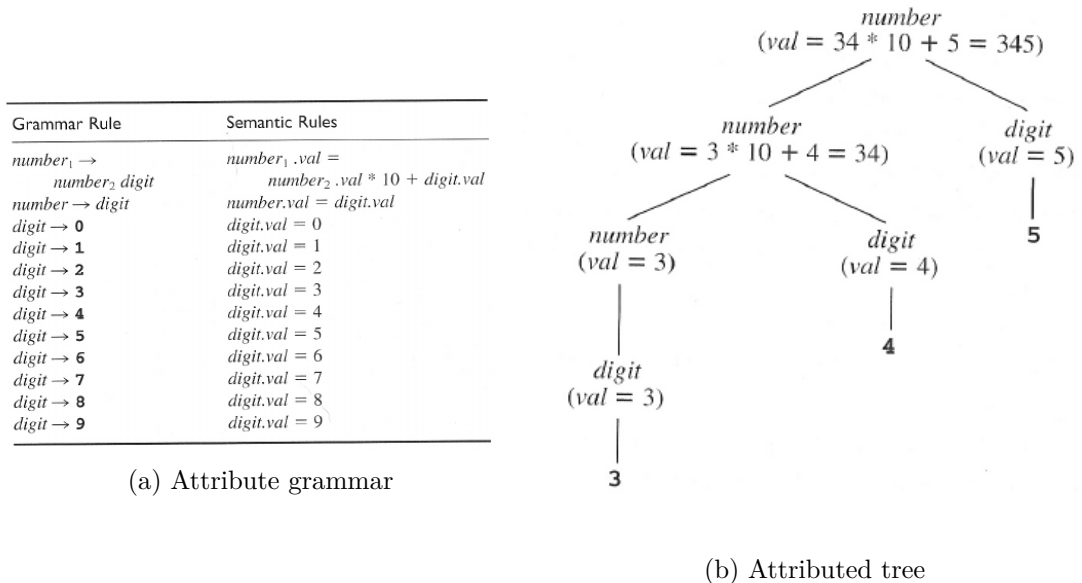 Grammar Rule Semantic Rules
number₁ → number₁ .val =
number₂ digit number₂ .val * 10 + digit.val
number → digit number.val = digit.val
digit → 0 digit.val = 0
digit → 1 digit.val = 1
digit → 2 digit.val = 2
digit → 3 digit.val = 3
digit → 4 digit.val = 4
digit → 5 digit.val = 5
digit → 6 digit.val = 6
digit → 7 digit.val = 7
digit → 8 digit.val = 8
digit → 9 digit.val = 9
(a) Attribute grammar
number
(val = 34 * 10 + 5 = 345)
number
(val = 3 * 10 + 4 = 34)
digit
(val = 5)
5
number
(val = 3)
digit
(val = 4)
4
digit
(val = 3)
3
(b) Attributed tree